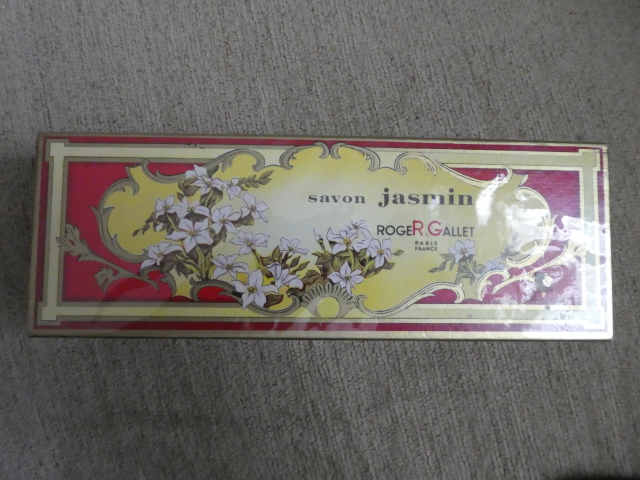 savon jasmin
ROGER.GALLET
PARIS
FRANCE